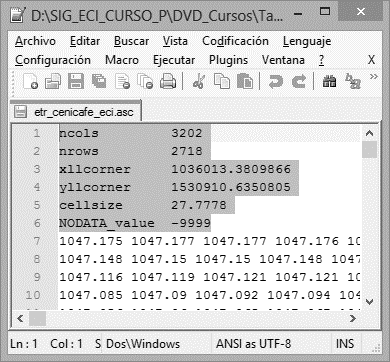 D:\SIG_ECI_CURSO_P\DVD_Cursos\Ta...
Archivo Editar Buscar Vista Codificación Lenguaje
Configuración Macro Ejecutar Plugins Ventana ? X
etr_cenicafe_eci.asc
1 ncols 3202
2 nrows 2718
3 xllcorner 1036013.3809866
4 yllcorner 1530910.6350805
5 cellsize 27.7778
6 NODATA_value -9999
7 1047.175 1047.177 1047.177 1047.176 10
8 1047.148 1047.15 1047.15 1047.148 1047
9 1047.116 1047.119 1047.121 1047.121 10
10 1047.085 1047.09 1047.092 1047.094 104
Ln : 1 Col : 1 S Dos\Windows ANSI as UTF-8 INS